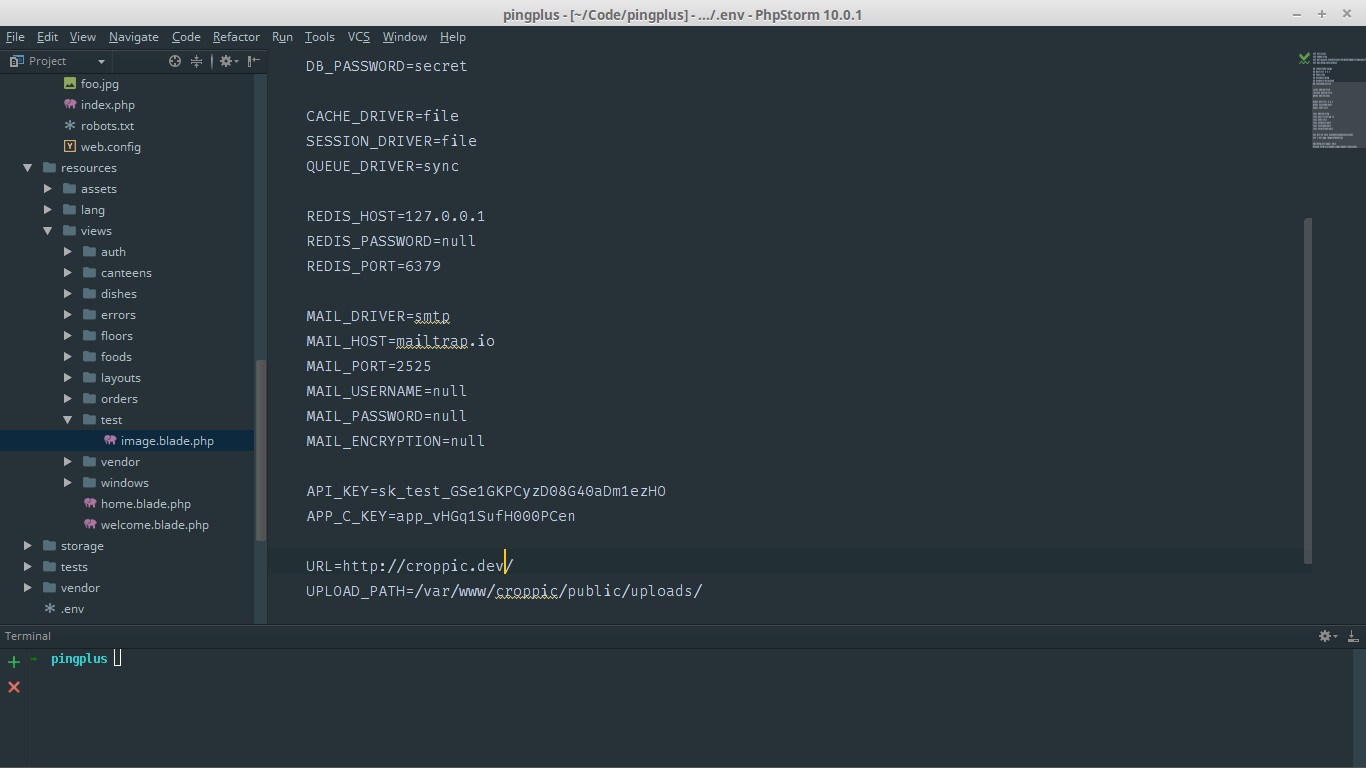 pingplus - [~/Code/pingplus] - .../.env - PhpStorm 10.0.1
File Edit View Navigate Code Refactor Run Tools VCS Window Help
Project
foo.jpg
index.php
robots.txt
web.config
resources
assets
lang
views
auth
canteens
dishes
errors
floors
foods
layouts
orders
test
image.blade.php
vendor
windows
home.blade.php
welcome.blade.php
storage
tests
vendor
.env
DB_PASSWORD=secret
CACHE_DRIVER=file
SESSION_DRIVER=file
QUEUE_DRIVER=sync
REDIS_HOST=127.0.0.1
REDIS_PASSWORD=null
REDIS_PORT=6379
MAIL_DRIVER=smtp
MAIL_HOST=mailtrap.io
MAIL_PORT=2525
MAIL_USERNAME=null
MAIL_PASSWORD=null
MAIL_ENCRYPTION=null
API_KEY=sk_test_GSe1GKPCyzD08G40aDm1ezHO
APP_C_KEY=app_vHGq1SufH000PCen
URL=http://croppic.dev/
UPLOAD_PATH=/var/www/croppic/public/uploads/
Terminal
pingplus